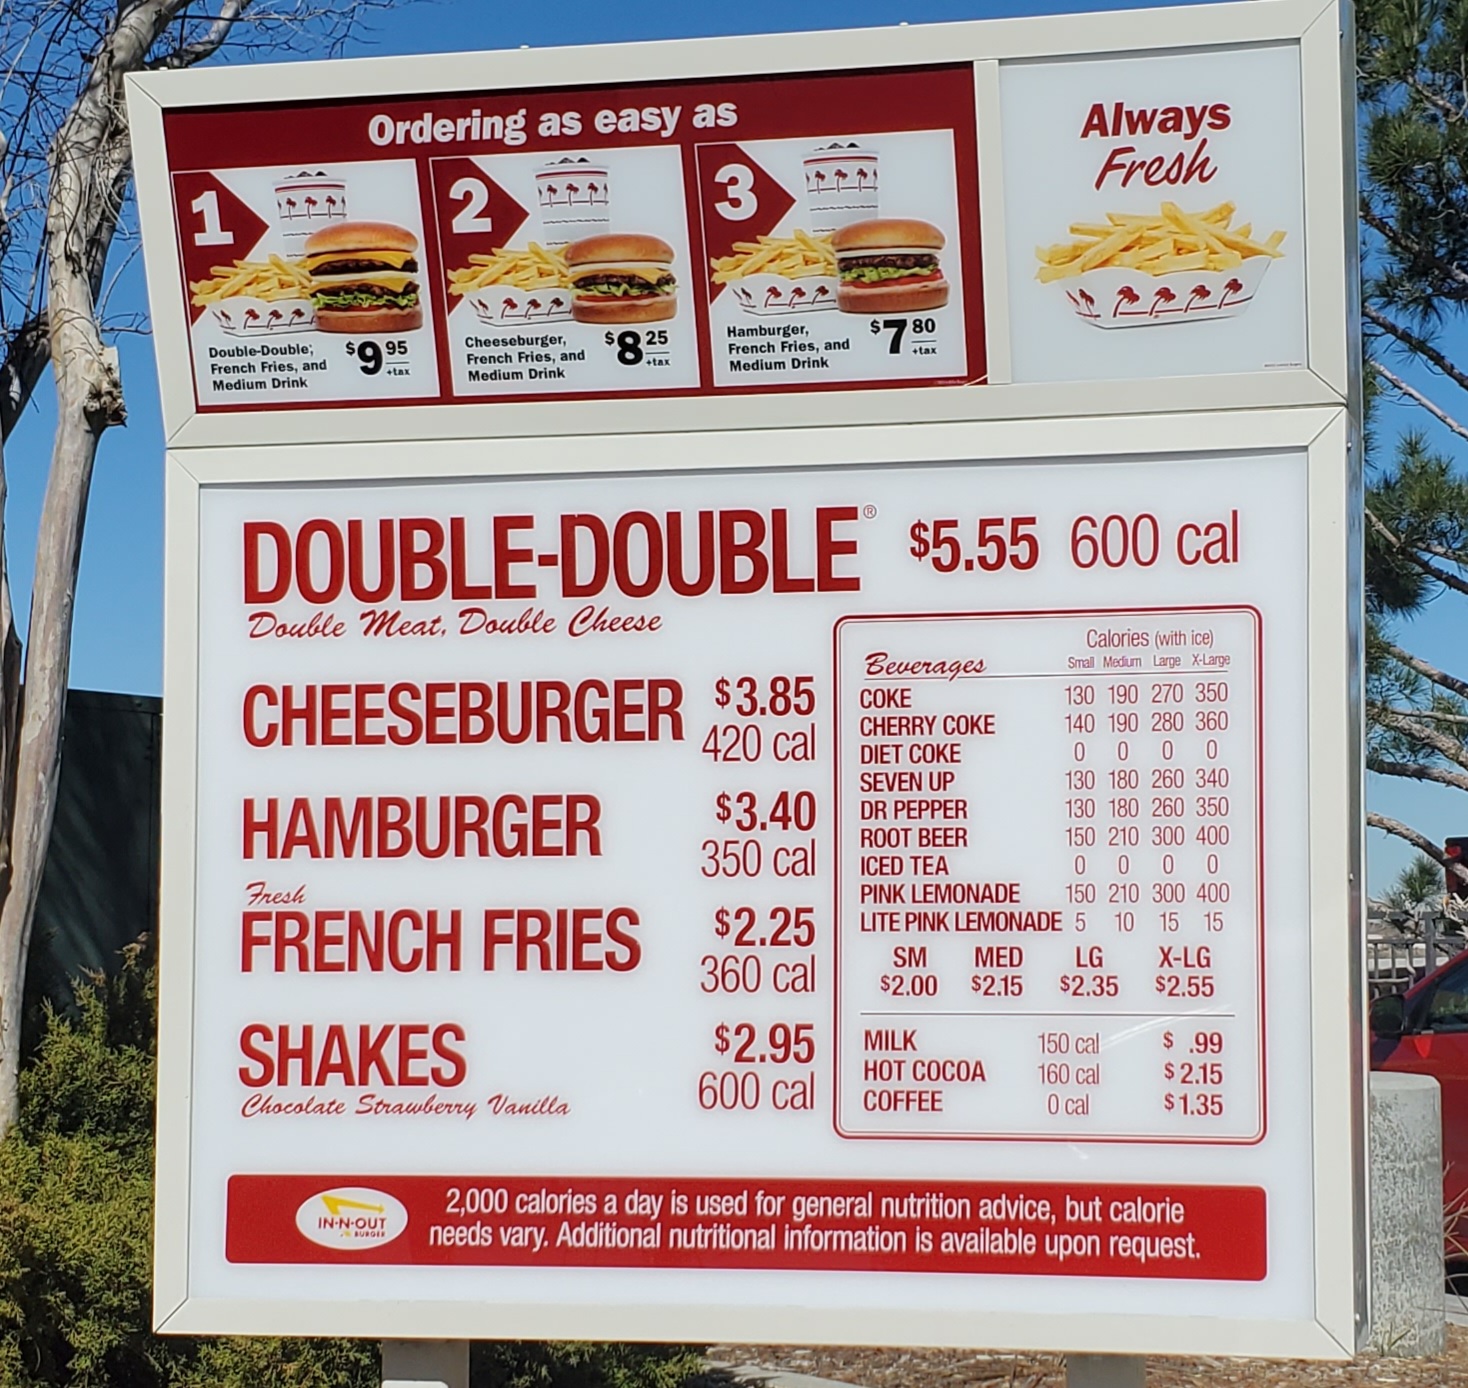 Ordering as easy as
1
Double-Double®,
French Fries, and
Medium Drink
$9.95
+tax
2
Cheeseburger,
French Fries, and
Medium Drink
$8.25
+tax
3
Hamburger,
French Fries, and
Medium Drink
$7.80
+tax
Always
Fresh
DOUBLE-DOUBLE® $5.55 600 cal
Double Meat, Double Cheese
CHEESEBURGER $3.85
420 cal
HAMBURGER $3.40
350 cal
Fresh
FRENCH FRIES $2.25
360 cal
SHAKES $2.95
600 cal
Chocolate Strawberry Vanilla
Calories (with ice)
Beverages Small Medium Large X-Large
COKE 130 190 270 350
CHERRY COKE 140 190 280 360
DIET COKE 0 0 0 0
SEVEN UP 130 180 260 340
DR PEPPER 130 180 260 350
ROOT BEER 150 210 300 400
ICED TEA 0 0 0 0
PINK LEMONADE 150 210 300 400
LITE PINK LEMONADE 5 10 15 15
SM MED LG X-LG
$2.00 $2.15 $2.35 $2.55
MILK 150 cal $ .99
HOT COCOA 160 cal $2.15
COFFEE 0 cal $1.35
IN-N-OUT
BURGER
2,000 calories a day is used for general nutrition advice, but calorie
needs vary. Additional nutritional information is available upon request.